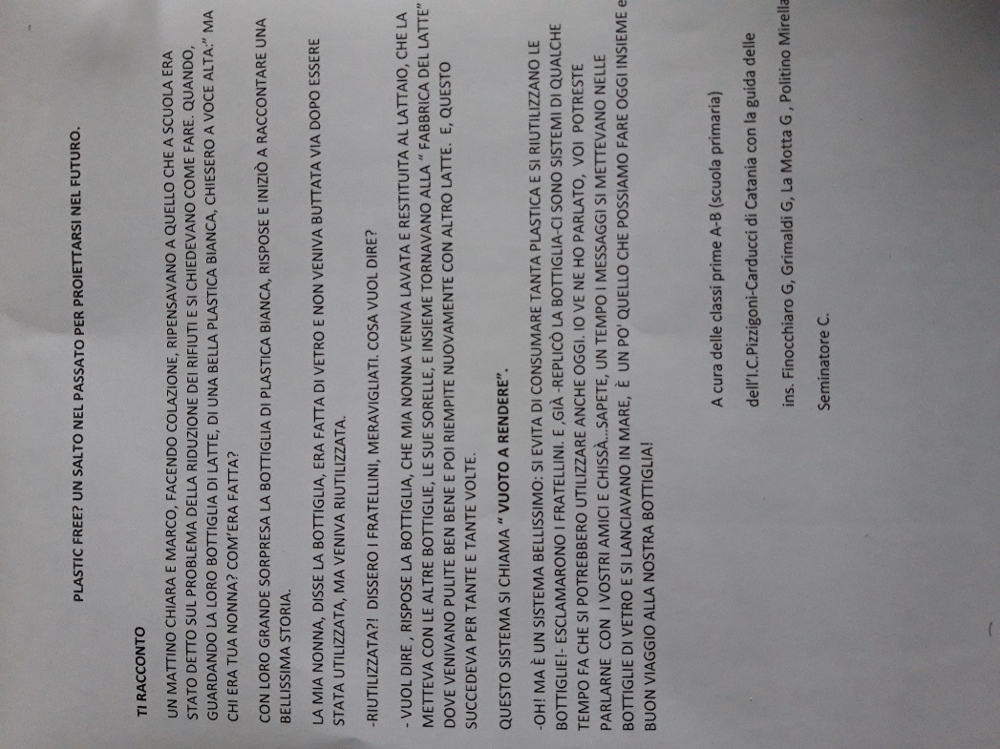 PLASTIC FREE? UN SALTO NEL PASSATO PER PROIETTARSI NEL FUTURO.
TI RACCONTO
UN MATTINO CHIARA E MARCO, FACENDO COLAZIONE, RIPENSAVANO A QUELLO CHE A SCUOLA ERA
STATO DETTO SUL PROBLEMA DELLA RIDUZIONE DEI RIFIUTI E SI CHIEDEVANO COME FARE. QUANDO,
GUARDANDO LA LORO BOTTIGLIA DI LATTE, DI UNA BELLA PLASTICA BIANCA, CHIESERO A VOCE ALTA:" MA
CHI ERA TUA NONNA? COM'ERA FATTA?
CON LORO GRANDE SORPRESA LA BOTTIGLIA DI PLASTICA BIANCA, RISPOSE E INIZIÒ A RACCONTARE UNA
BELLISSIMA STORIA.
LA MIA NONNA, DISSE LA BOTTIGLIA, ERA FATTA DI VETRO E NON VENIVA BUTTATA VIA DOPO ESSERE
STATA UTILIZZATA, MA VENIVA RIUTILIZZATA.
-RIUTILIZZATA?! DISSERO I FRATELLINI, MERAVIGLIATI. COSA VUOL DIRE?
- VUOL DIRE , RISPOSE LA BOTTIGLIA, CHE MIA NONNA VENIVA LAVATA E RESTITUITA AL LATTAIO, CHE LA
METTEVA CON LE ALTRE BOTTIGLIE, LE SUE SORELLE, E INSIEME TORNAVANO ALLA " FABBRICA DEL LATTE"
DOVE VENIVANO PULITE BEN BENE E POI RIEMPITE NUOVAMENTE CON ALTRO LATTE. E, QUESTO
SUCCEDEVA PER TANTE E TANTE VOLTE.
QUESTO SISTEMA SI CHIAMA " VUOTO A RENDERE".
-OH! MA È UN SISTEMA BELLISSIMO: SI EVITA DI CONSUMARE TANTA PLASTICA E SI RIUTILIZZANO LE
BOTTIGLIE!- ESCLAMARONO I FRATELLINI. E ,GIÀ -REPLICÒ LA BOTTIGLIA-CI SONO SISTEMI DI QUALCHE
TEMPO FA CHE SI POTREBBERO UTILIZZARE ANCHE OGGI. IO VE NE HO PARLATO, VOI POTRESTE
PARLARNE CON I VOSTRI AMICI E CHISSÀ...SAPETE, UN TEMPO I MESSAGGI SI METTEVANO NELLE
BOTTIGLIE DI VETRO E SI LANCIAVANO IN MARE, È UN PO' QUELLO CHE POSSIAMO FARE OGGI INSIEME e
BUON VIAGGIO ALLA NOSTRA BOTTIGLIA!
A cura delle classi prime A-B (scuola primaria)
dell'I.C.Pizzigoni-Carducci di Catania con la guida delle
ins. Finocchiaro G, Grimaldi G, La Motta G , Politino Mirella
Seminatore C.